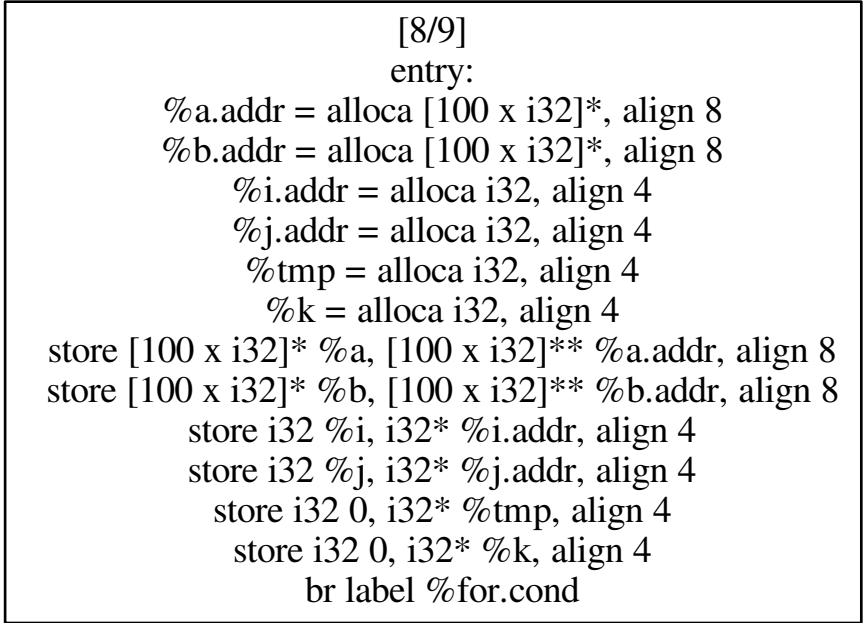 [8/9]
entry:
%a.addr = alloca [100 x i32]*, align 8
%b.addr = alloca [100 x i32]*, align 8
%i.addr = alloca i32, align 4
%j.addr = alloca i32, align 4
%tmp = alloca i32, align 4
%k = alloca i32, align 4
store [100 x i32]* %a, [100 x i32]** %a.addr, align 8
store [100 x i32]* %b, [100 x i32]** %b.addr, align 8
store i32 %i, i32* %i.addr, align 4
store i32 %j, i32* %j.addr, align 4
store i32 0, i32* %tmp, align 4
store i32 0, i32* %k, align 4
br label %for.cond